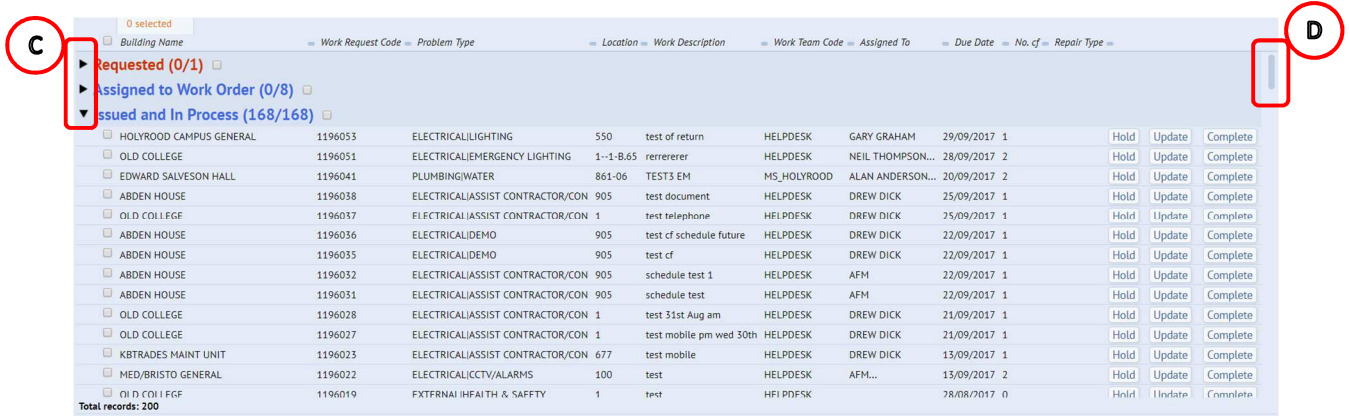 0 selected
C
D
Building Name Work Request Code Problem Type Location Work Description Work Team Code Assigned To Due Date No. cf Repair Type
Requested (0/1)
Assigned to Work Order (0/8)
Issued and In Process (168/168)
HOLYROOD CAMPUS GENERAL 1196053 ELECTRICAL|LIGHTING 550 test of return HELPDESK GARY GRAHAM 29/09/2017 1 Hold Update Complete
OLD COLLEGE 1196051 ELECTRICAL|EMERGENCY LIGHTING 1--1-B.65 rerrererer HELPDESK NEIL THOMPSON... 28/09/2017 2 Hold Update Complete
EDWARD SALVESON HALL 1196041 PLUMBING|WATER 861-06 TEST3 EM MS_HOLYROOD ALAN ANDERSON... 20/09/2017 2 Hold Update Complete
ABDEN HOUSE 1196038 ELECTRICAL|ASSIST CONTRACTOR/CON 905 test document HELPDESK DREW DICK 25/09/2017 1 Hold Update Complete
OLD COLLEGE 1196037 ELECTRICAL|ASSIST CONTRACTOR/CON 1 test telephone HELPDESK DREW DICK 25/09/2017 1 Hold Update Complete
ABDEN HOUSE 1196036 ELECTRICAL|DEMO 905 test cf schedule future HELPDESK DREW DICK 22/09/2017 1 Hold Update Complete
ABDEN HOUSE 1196035 ELECTRICAL|DEMO 905 test cf HELPDESK DREW DICK 22/09/2017 1 Hold Update Complete
ABDEN HOUSE 1196032 ELECTRICAL|ASSIST CONTRACTOR/CON 905 schedule test 1 HELPDESK AFM 22/09/2017 1 Hold Update Complete
ABDEN HOUSE 1196031 ELECTRICAL|ASSIST CONTRACTOR/CON 905 schedule test HELPDESK AFM 22/09/2017 1 Hold Update Complete
OLD COLLEGE 1196028 ELECTRICAL|ASSIST CONTRACTOR/CON 1 test 31st Aug am HELPDESK DREW DICK 21/09/2017 1 Hold Update Complete
OLD COLLEGE 1196027 ELECTRICAL|ASSIST CONTRACTOR/CON 1 test mobile pm wed 30th HELPDESK DREW DICK 21/09/2017 1 Hold Update Complete
KBTRADES MAINT UNIT 1196023 ELECTRICAL|ASSIST CONTRACTOR/CON 677 test mobile HELPDESK DREW DICK 13/09/2017 1 Hold Update Complete
MED/BRISTO GENERAL 1196022 ELECTRICAL|CCTV/ALARMS 100 test HELPDESK AFM... 13/09/2017 2 Hold Update Complete
OLD COLLEGE 1196019 EXTERNAL|HEALTH & SAFETY 1 test HELPDESK 28/08/2017 0 Hold Update Complete
Total records: 200